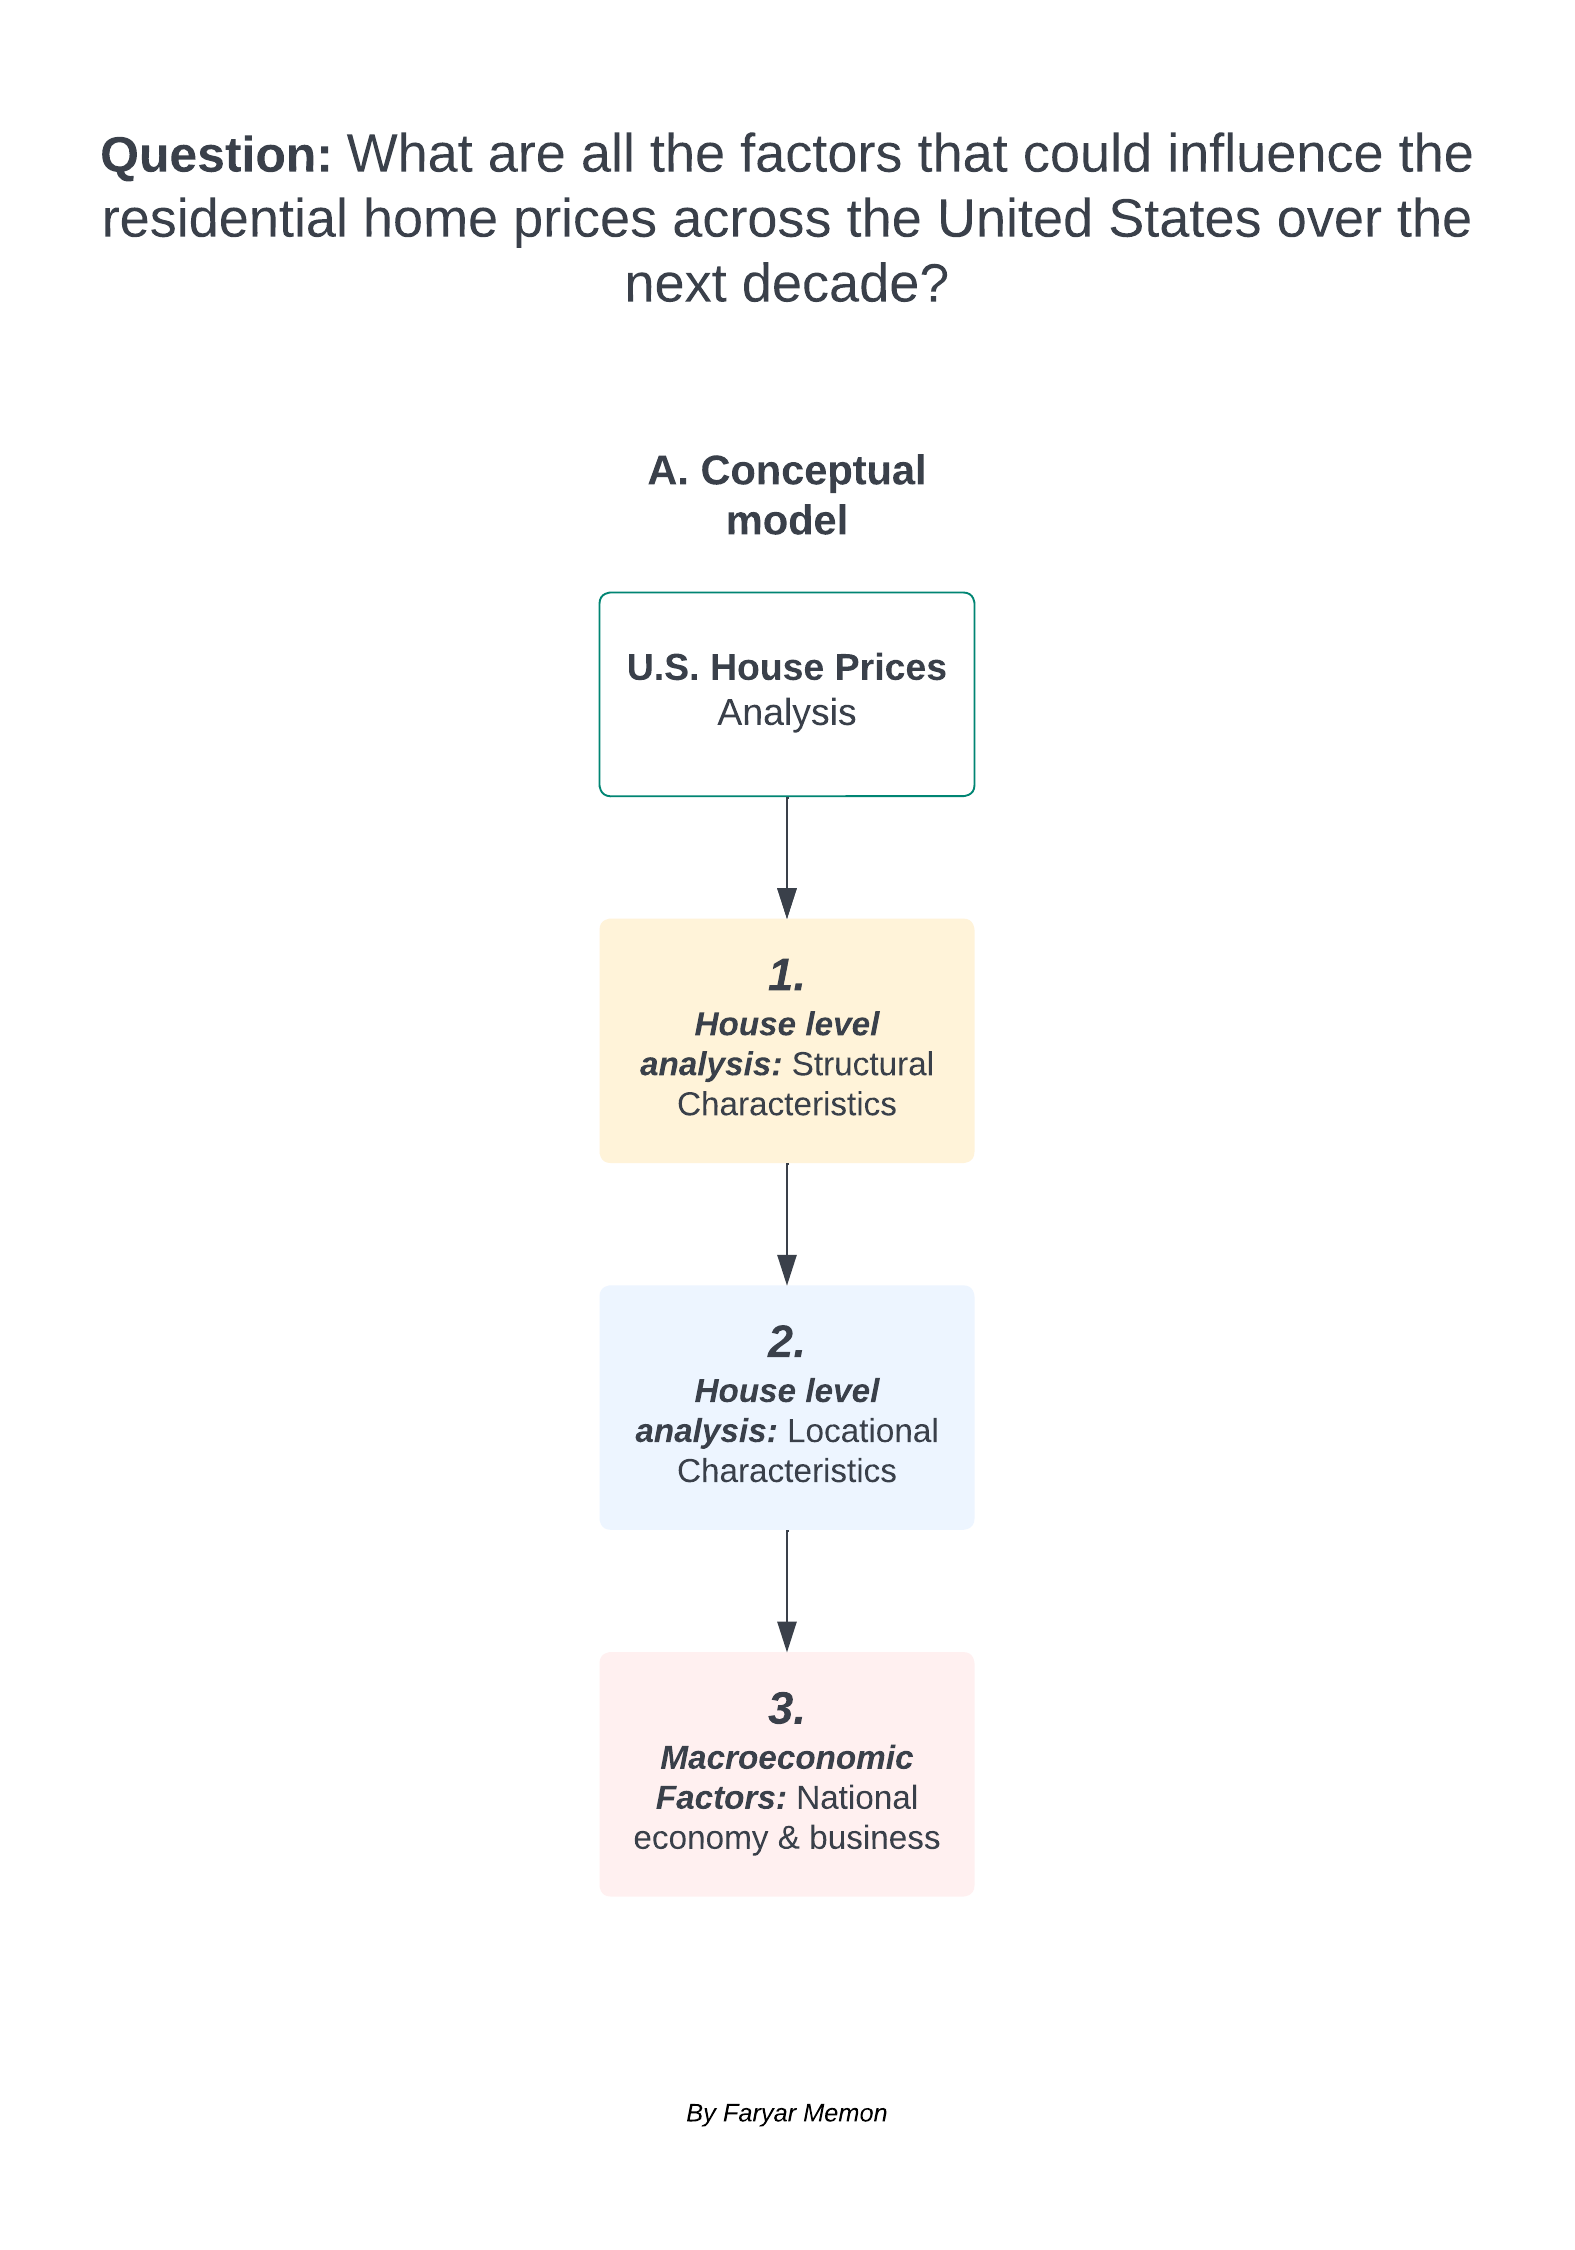 Question: What are all the factors that could influence the
residential home prices across the United States over the
next decade?
A. Conceptual
model
U.S. House Prices
Analysis
1.
House level
analysis: Structural
Characteristics
2.
House level
analysis: Locational
Characteristics
3.
Macroeconomic
Factors: National
economy & business
By Faryar Memon